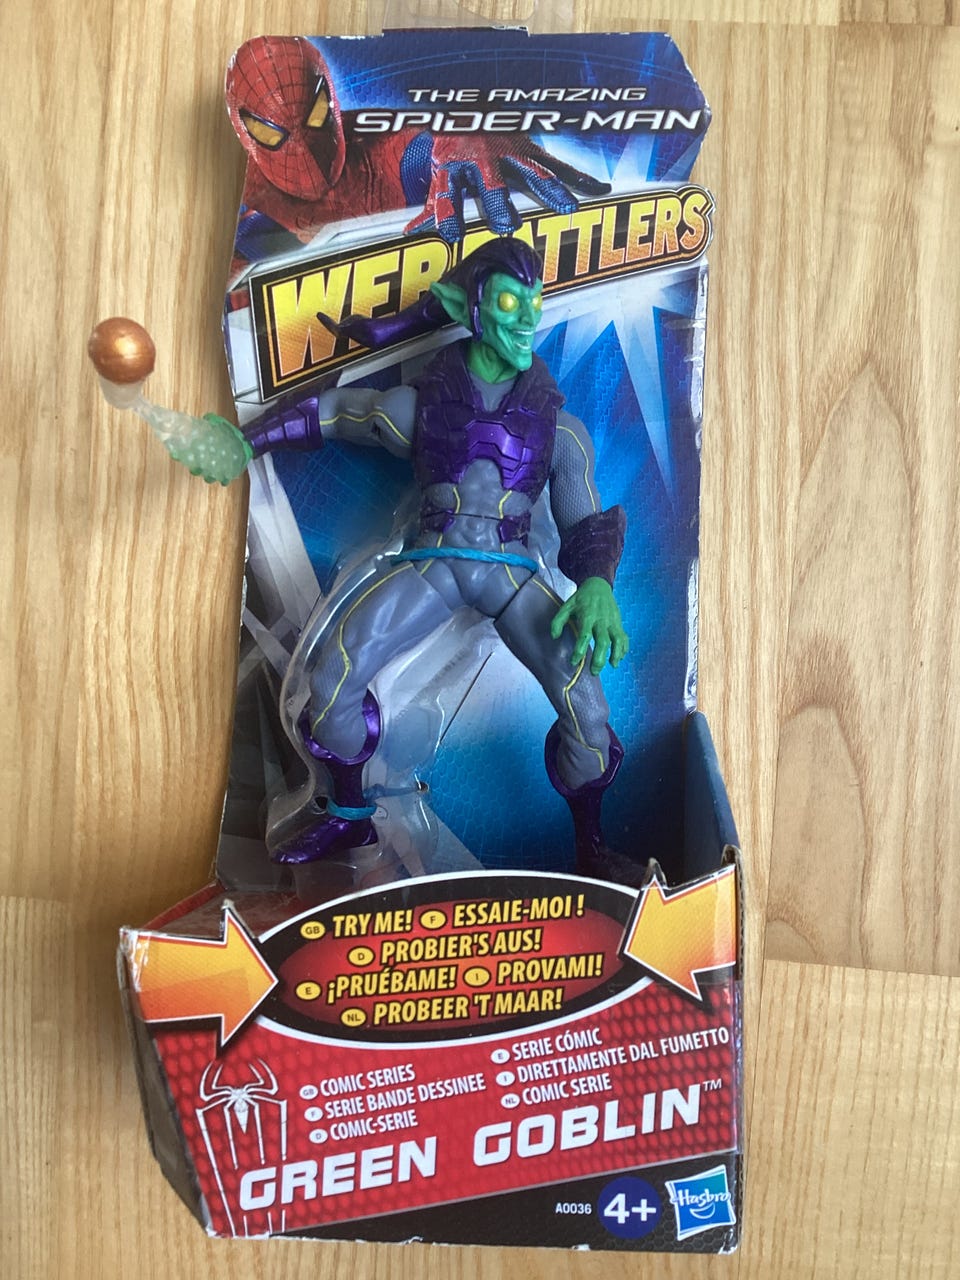 THE AMAZING
SPIDER-MAN
WEB BATTLERS
GB TRY ME! F ESSAIE-MOI !
D PROBIER'S AUS!
E ¡PRUÉBAME! I PROVAMI!
NL PROBEER 'T MAAR!
GB COMIC SERIES
F SERIE BANDE DESSINEE
D COMIC-SERIE
E SERIE CÓMIC
I DIRETTAMENTE DAL FUMETTO
NL COMIC SERIE
GREEN GOBLIN™
A0036 4+ Hasbro